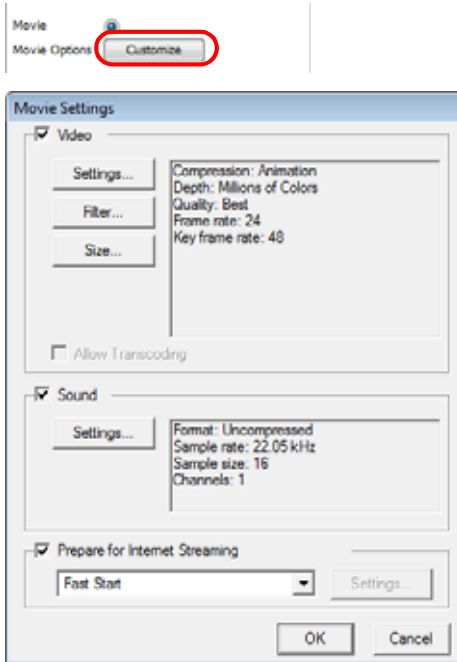 Movie
Movie Options Customize
Movie Settings
Video
Settings...
Filter...
Size...
Compression: Animation
Depth: Millions of Colors
Quality: Best
Frame rate: 24
Key frame rate: 48
Allow Transcoding
Sound
Settings...
Format: Uncompressed
Sample rate: 22.05 kHz
Sample size: 16
Channels: 1
Prepare for Internet Streaming
Fast Start Settings...
OK Cancel